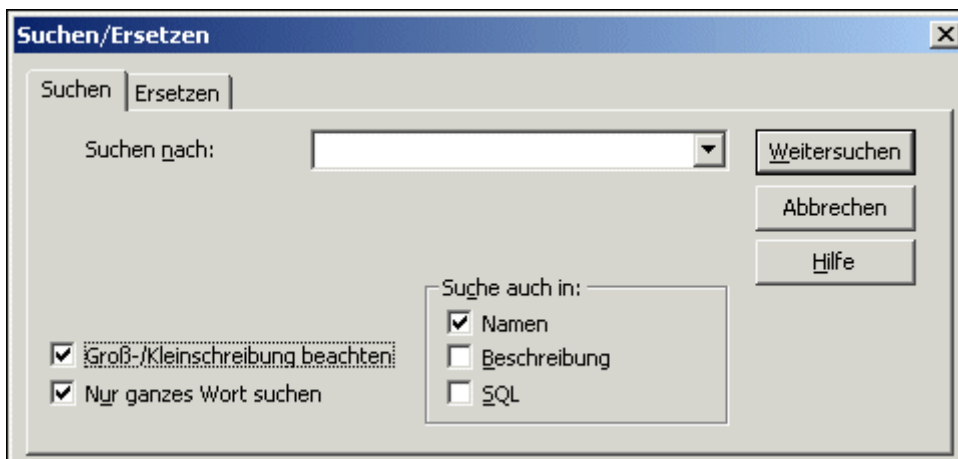 Suchen/Ersetzen
Suchen
Ersetzen
Suchen nach:
Weitersuchen
Abbrechen
Hilfe
Suche auch in:
Namen
Groß-/Kleinschreibung beachten
Beschreibung
Nur ganzes Wort suchen
SQL